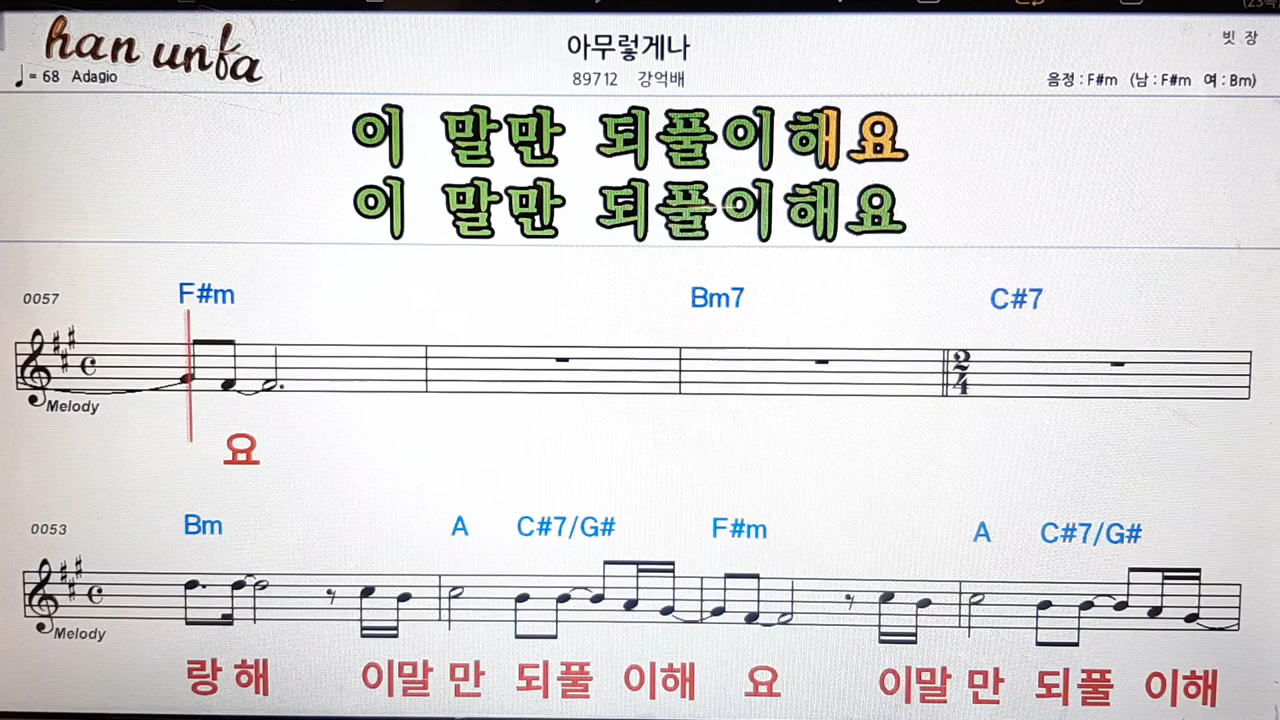 han unfa
빗 장
아무렇게나
♩= 68 Adagio
89712 강억배
음정 : F#m (남 : F#m 여 : Bm)
이 말만 되풀이해요
이 말만 되풀이해요
0057
F#m Bm7 C#7
2
4
Melody
요
0053
Bm A C#7/G# F#m A C#7/G#
Melody
랑 해 이말 만 되풀 이해 요 이말 만 되풀 이해